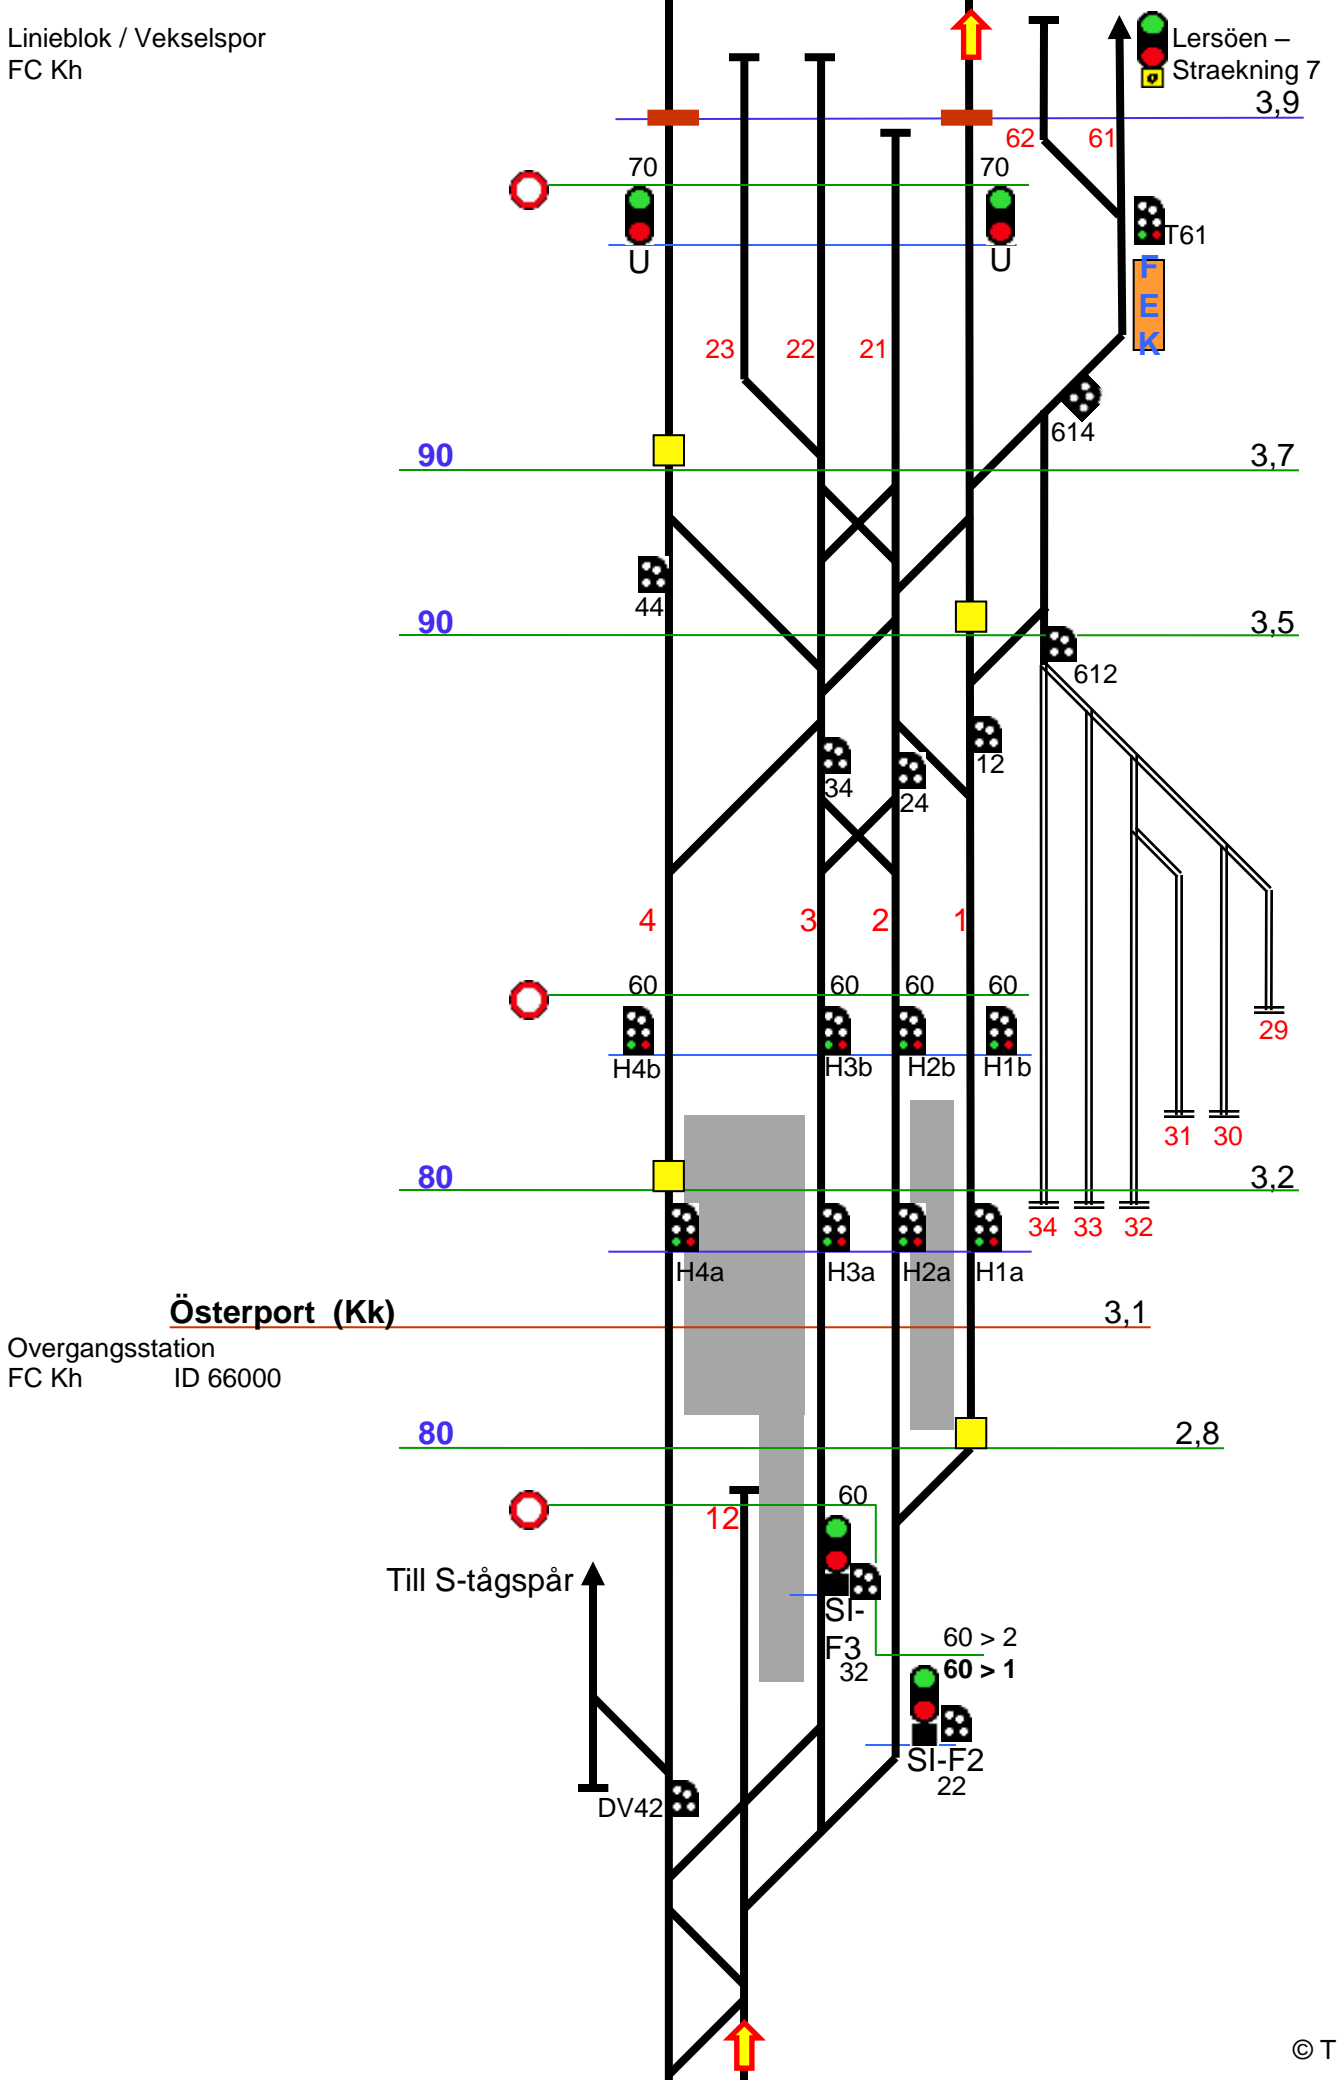 Linieblok / Vekselspor
FC Kh
Lersöen –
Straekning 7
3,9
62
61
70
70
U
U
T61
F
E
K
23
22
21
614
90
3,7
44
90
3,5
612
12
34
24
4
3
2
1
60
60
60
60
H4b
H3b
H2b
H1b
29
31
30
80
3,2
34
33
32
H4a
H3a
H2a
H1a
Österport (Kk)
3,1
Overgangsstation
FC Kh
ID 66000
80
2,8
12
60
Till S-tågspår
SI-
F3
32
60 > 2
60 > 1
SI-F2
22
DV42
© T